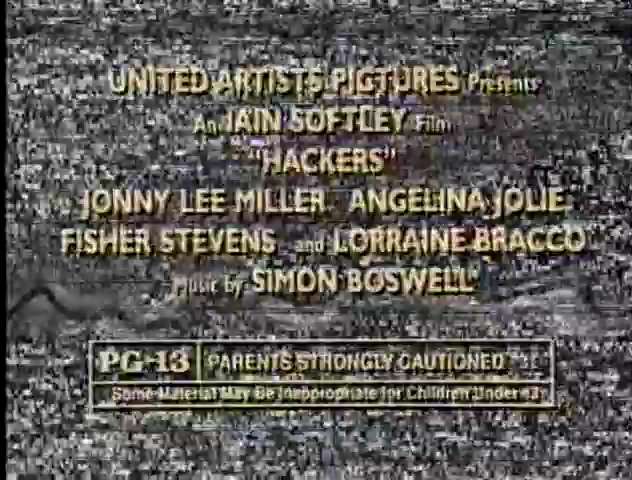 UNITED ARTISTS PICTURES Presents
An IAIN SOFTLEY Film
"HACKERS"
JONNY LEE MILLER ANGELINA JOLIE
FISHER STEVENS and LORRAINE BRACCO
Music by SIMON BOSWELL
PG-13 PARENTS STRONGLY CAUTIONED
Some Material May Be Inappropriate for Children Under 13